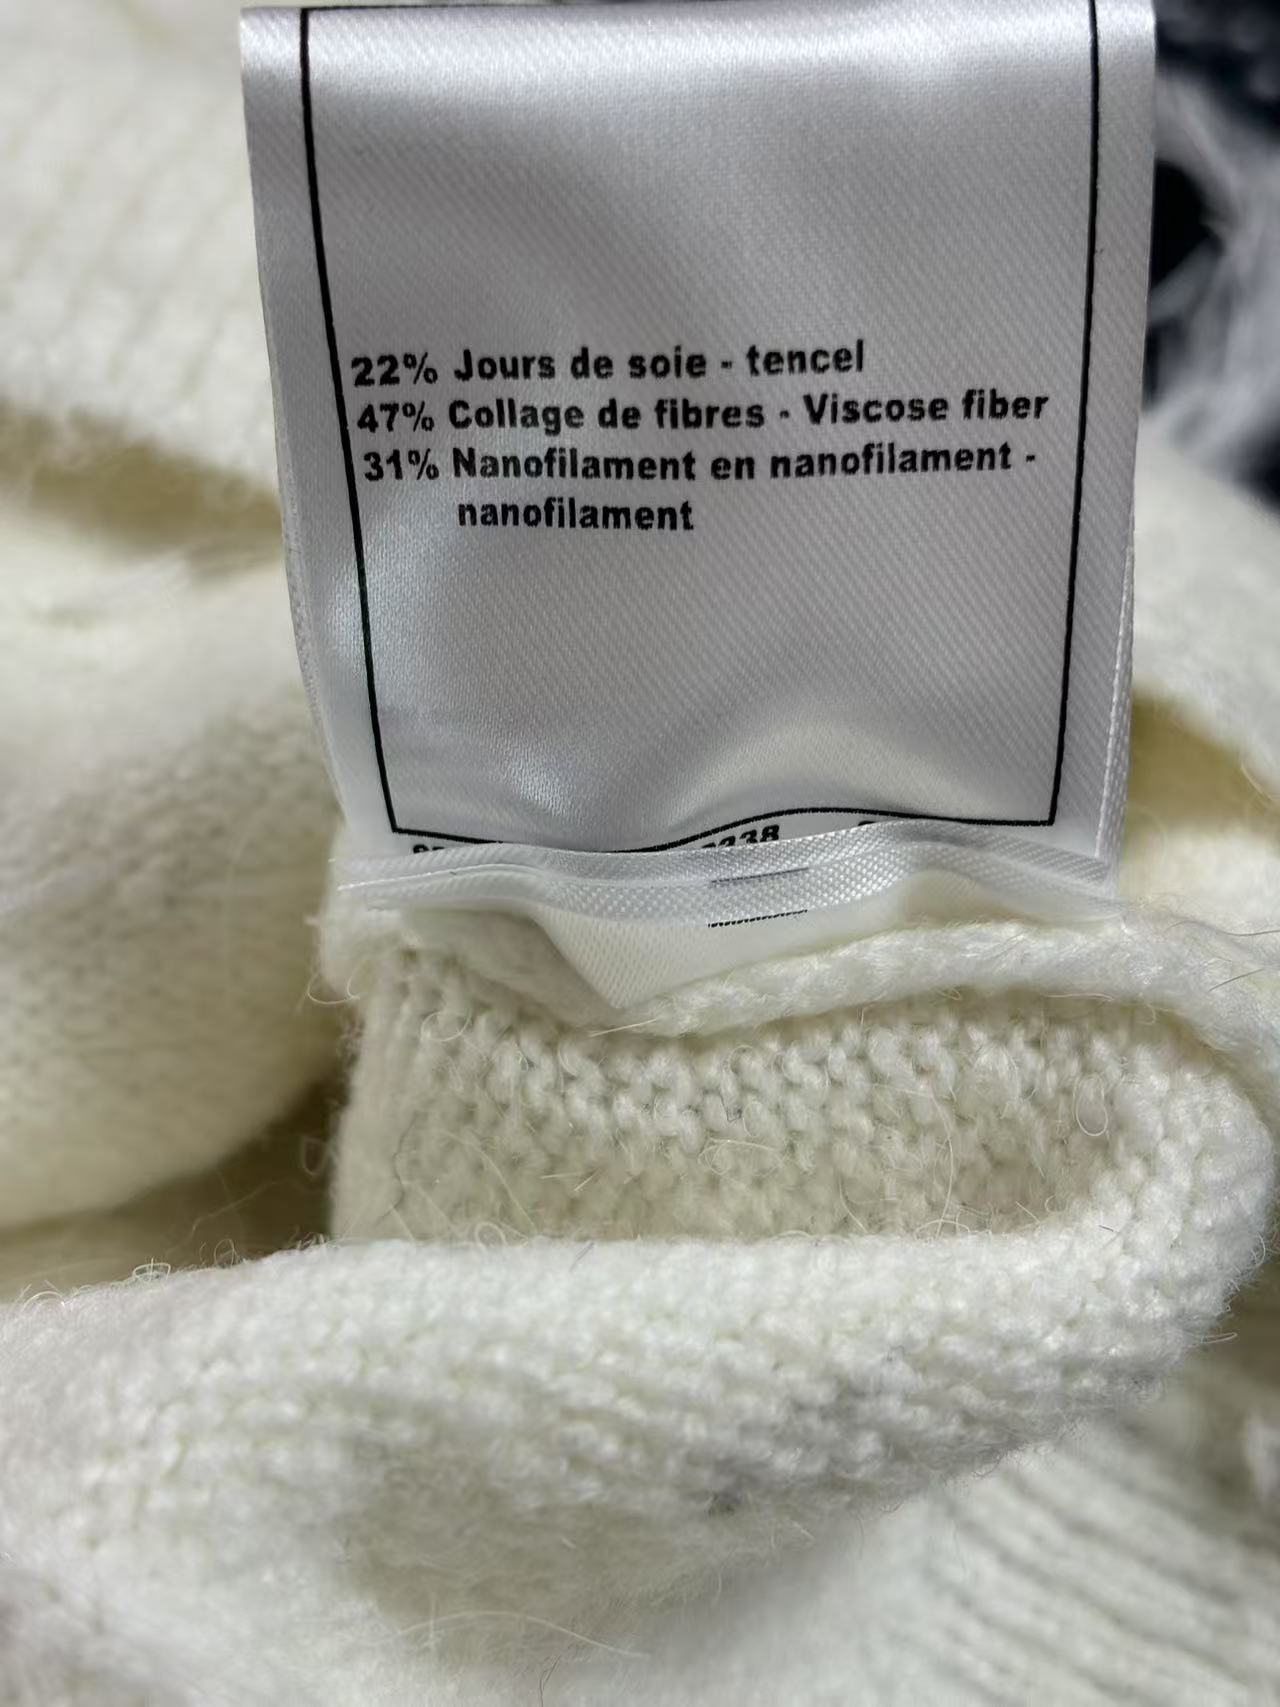 22% Jours de soie - tencel
47% Collage de fibres - Viscose fiber
31% Nanofilament en nanofilament -
nanofilament